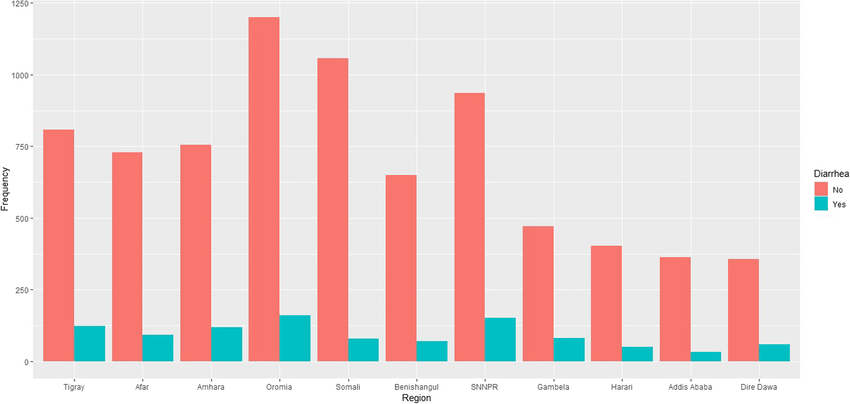 1250
1000
750
500
250
0
Frequency
Tigray Afar Amhara Oromia Somali Benishangul SNNPR Gambela Harari Addis Ababa Dire Dawa
Region
Diarrhea
No
Yes